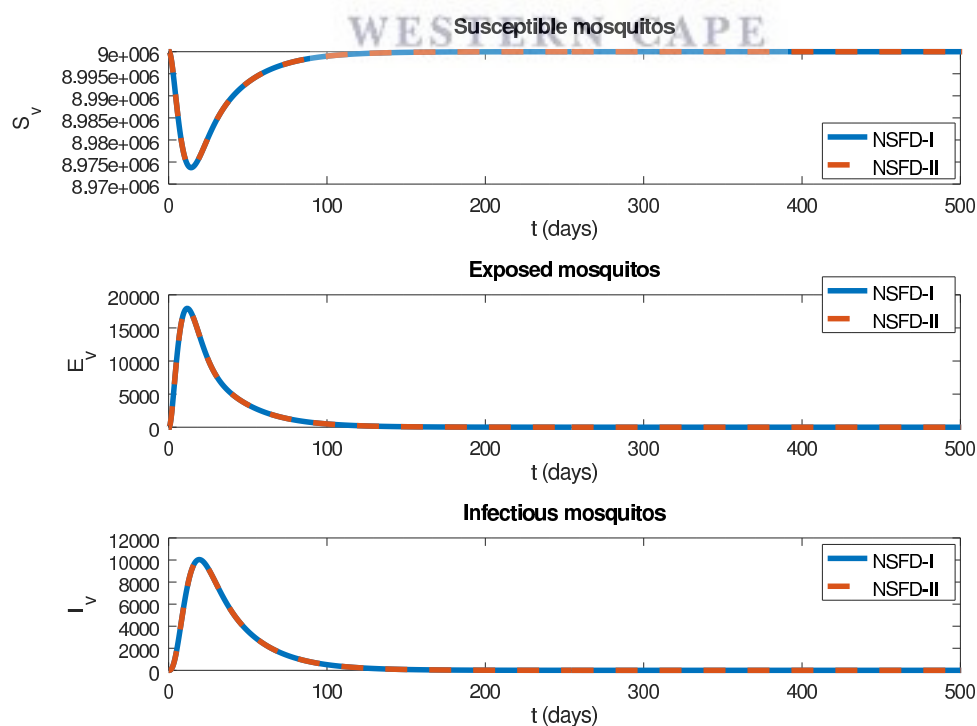 WESTERN CAPE
Susceptible mosquitos
9e+006
8.995e+006
8.99e+006
8.985e+006
8.98e+006
8.975e+006
8.97e+006
S_v
NSFD-I
NSFD-II
0 100 200 300 400 500
t (days)
Exposed mosquitos
20000
15000
10000
5000
0
E_v
NSFD-I
NSFD-II
0 100 200 300 400 500
t (days)
Infectious mosquitos
12000
10000
8000
6000
4000
2000
0
I_v
NSFD-I
NSFD-II
0 100 200 300 400 500
t (days)